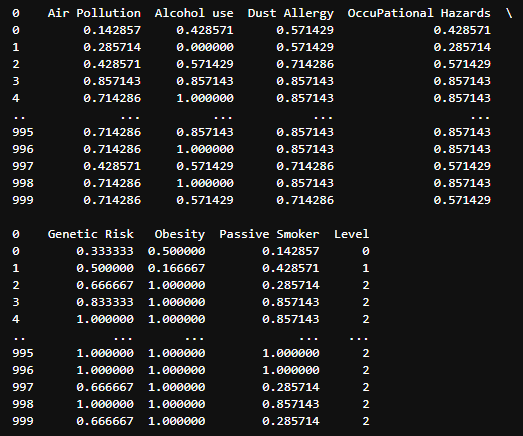 0    Air Pollution  Alcohol use  Dust Allergy  OccuPational Hazards  \
0         0.142857     0.428571      0.571429              0.428571
1         0.285714     0.000000      0.571429              0.285714
2         0.428571     0.571429      0.714286              0.571429
3         0.857143     0.857143      0.857143              0.857143
4         0.714286     1.000000      0.857143              0.857143
..             ...          ...           ...                   ...
995       0.714286     0.857143      0.857143              0.857143
996       0.714286     1.000000      0.857143              0.857143
997       0.428571     0.571429      0.714286              0.571429
998       0.714286     1.000000      0.857143              0.857143
999       0.714286     0.571429      0.714286              0.571429

0    Genetic Risk   Obesity  Passive Smoker  Level
0        0.333333  0.500000        0.142857      0
1        0.500000  0.166667        0.428571      1
2        0.666667  1.000000        0.285714      2
3        0.833333  1.000000        0.857143      2
4        1.000000  1.000000        0.857143      2
..            ...       ...             ...    ...
995      1.000000  1.000000        1.000000      2
996      1.000000  1.000000        1.000000      2
997      0.666667  1.000000        0.285714      2
998      1.000000  1.000000        0.857143      2
999      0.666667  1.000000        0.285714      2